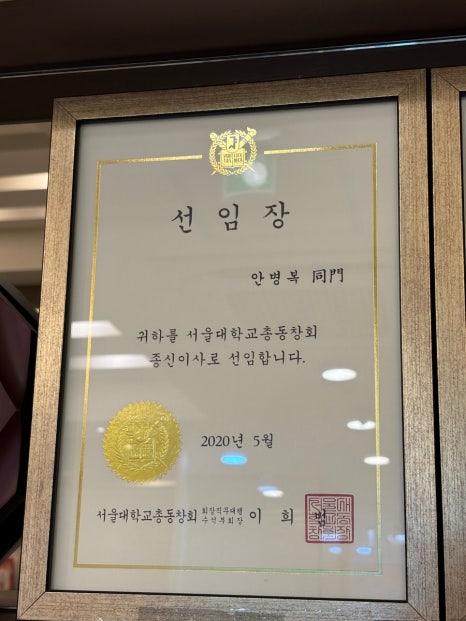 선 임 장
안병복 同門
귀하를 서울대학교총동창회
종신이사로 선임합니다.
2020년 5월
서울대학교총동창회 회장직무대행 수석부회장 이 희 범